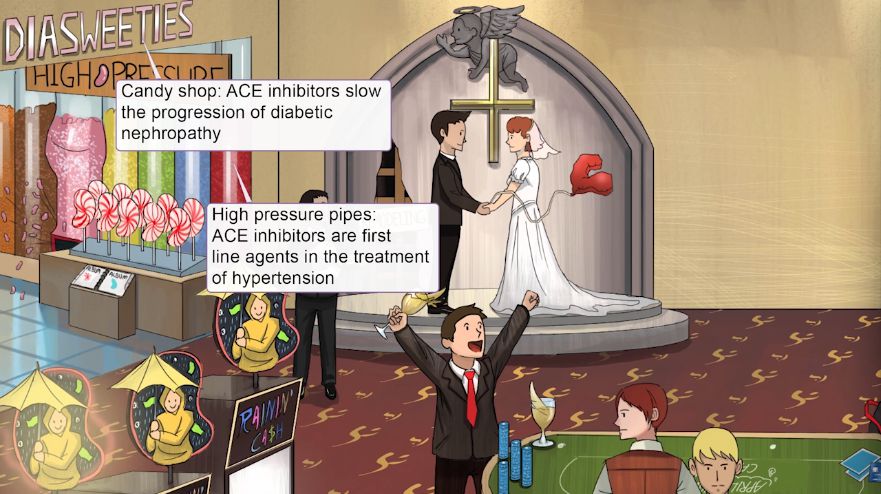 DIASWEETIES
HIGH PRESSURE
Candy shop: ACE inhibitors slow
the progression of diabetic
nephropathy
High pressure pipes:
ACE inhibitors are first
line agents in the treatment
of hypertension
RAININ'
CA$H
APRIL